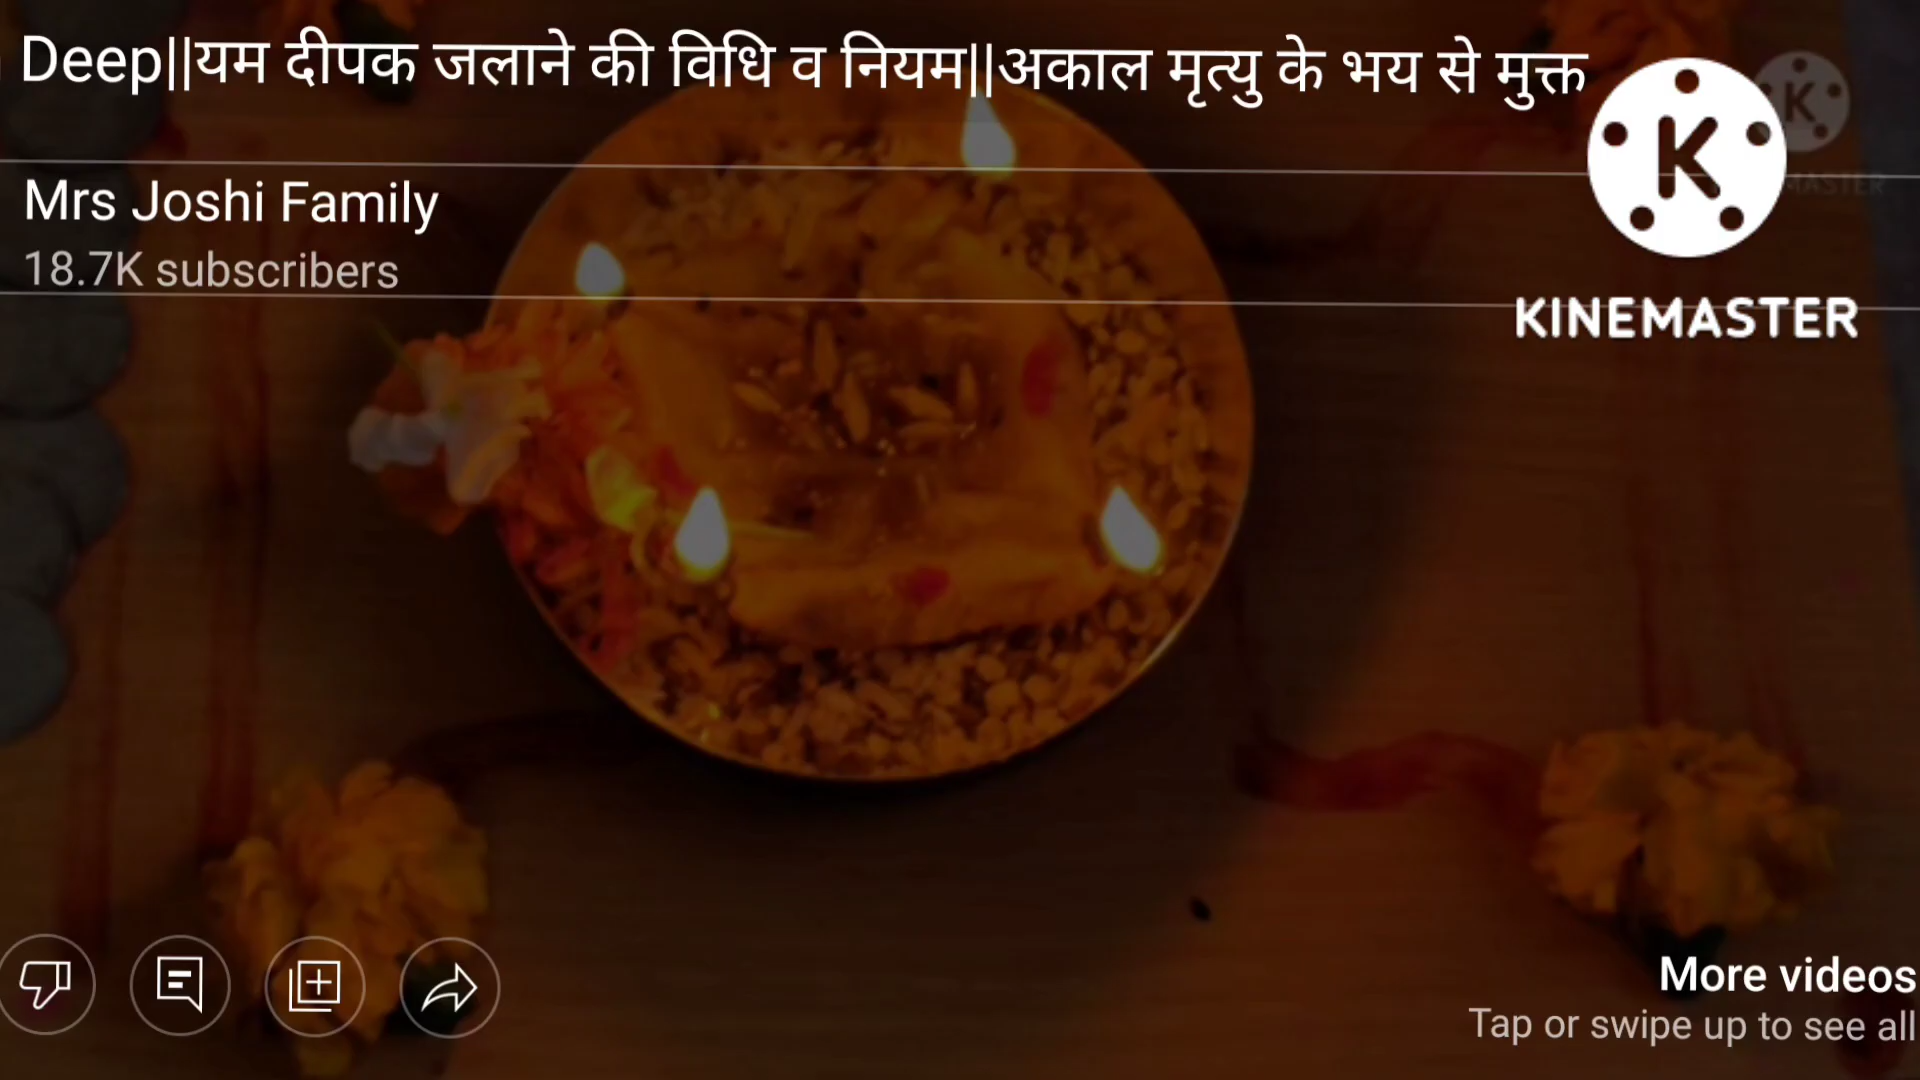 Deep||यम दीपक जलाने की विधि व नियम||अकाल मृत्यु के भय से मुक्त
Mrs Joshi Family
18.7K subscribers
K
KINEMASTER
K
MASTER
More videos
Tap or swipe up to see all